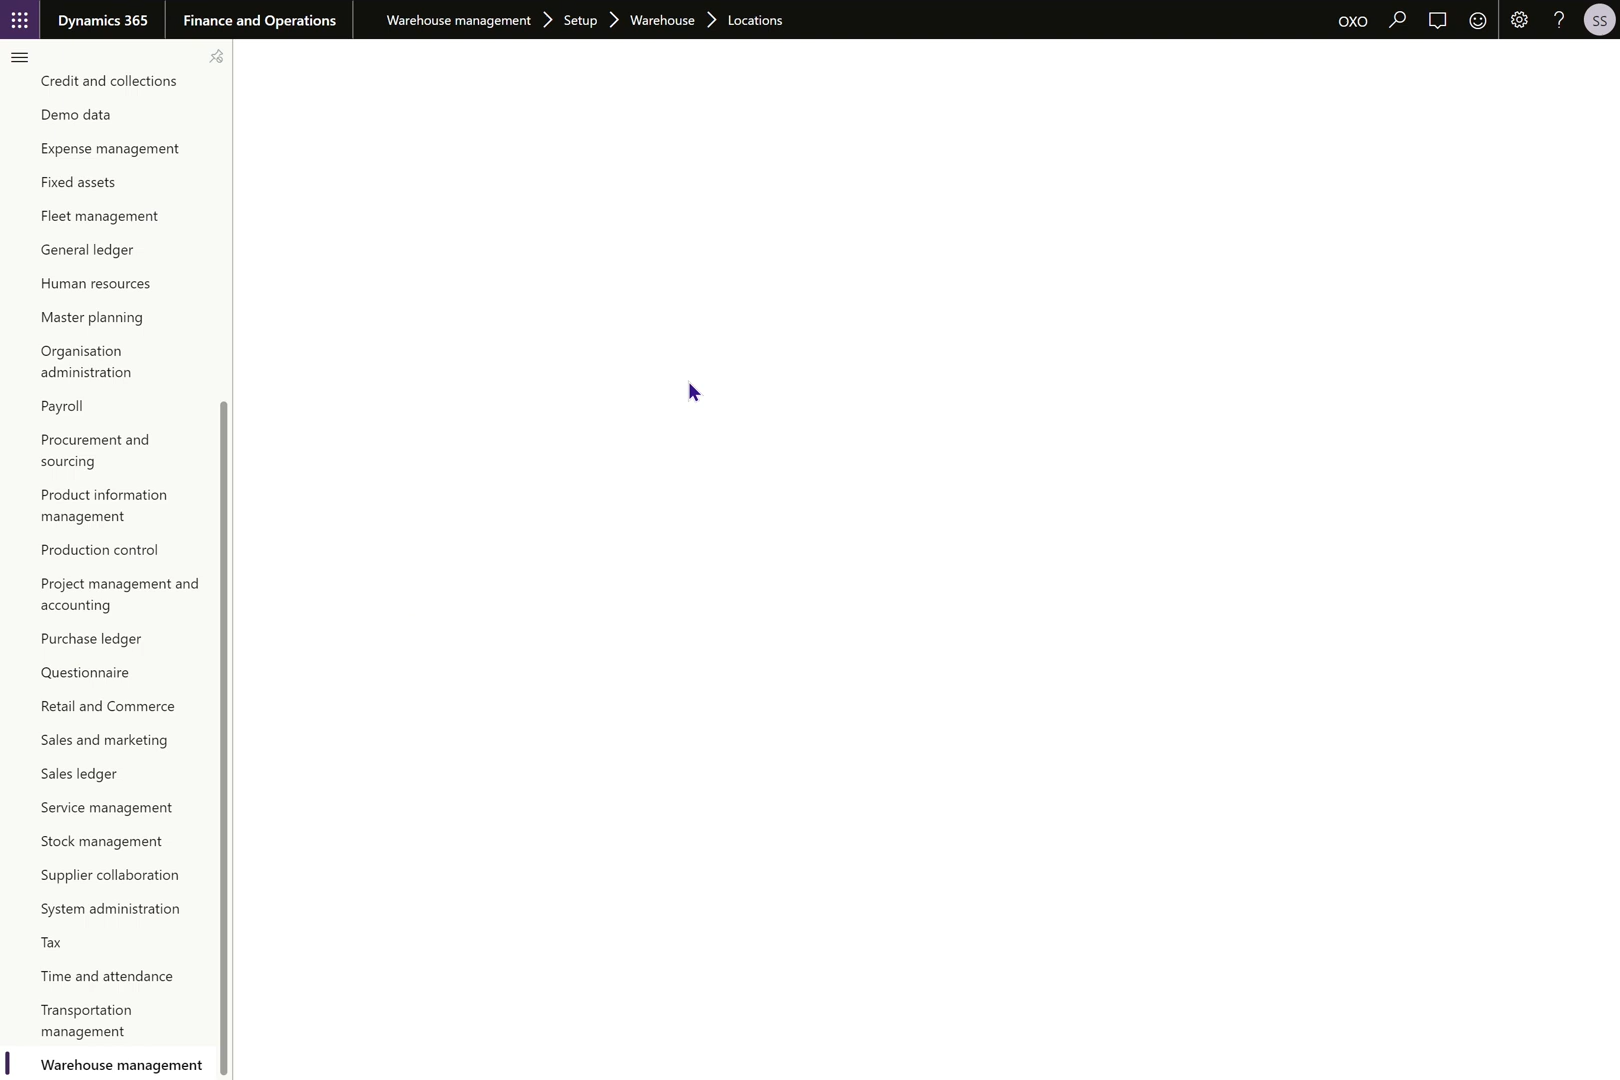 Dynamics 365
Finance and Operations
Warehouse management
Setup
Warehouse
Locations
OXO
SS
Credit and collections
Demo data
Expense management
Fixed assets
Fleet management
General ledger
Human resources
Master planning
Organisation
administration
Payroll
Procurement and
sourcing
Product information
management
Production control
Project management and
accounting
Purchase ledger
Questionnaire
Retail and Commerce
Sales and marketing
Sales ledger
Service management
Stock management
Supplier collaboration
System administration
Tax
Time and attendance
Transportation
management
Warehouse management